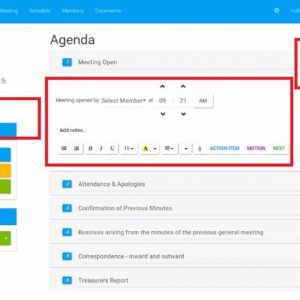 Meeting Schedule Members Documents
Agenda
1 Meeting Open
6
Meeting opened by Select Member at 09 : 21 AM
Add notes...
B I U 13 A ACTION ITEM MOTION NEXT
2 Attendance & Apologies
3 Confirmation of Previous Minutes
4 Business arising from the minutes of the previous general meeting
5 Correspondence - inward and outward
6 Treasurers Report